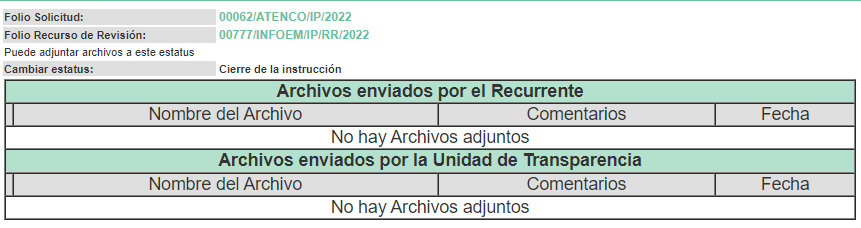 Folio Solicitud: 00062/ATENCO/IP/2022
Folio Recurso de Revisión: 00777/INFOEM/IP/RR/2022
Puede adjuntar archivos a este estatus
Cambiar estatus: Cierre de la instrucción
Archivos enviados por el Recurrente
Nombre del Archivo Comentarios Fecha
No hay Archivos adjuntos
Archivos enviados por la Unidad de Transparencia
Nombre del Archivo Comentarios Fecha
No hay Archivos adjuntos